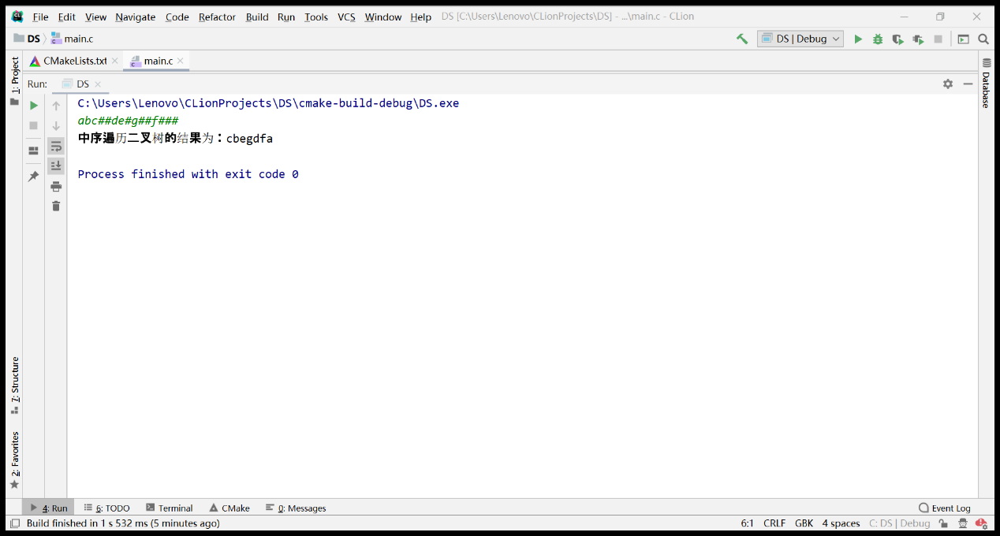 File Edit View Navigate Code Refactor Build Run Tools VCS Window Help DS [C:\Users\Lenovo\CLionProjects\DS] - ...\main.c - CLion
DS main.c DS | Debug
CMakeLists.txt main.c
Run: DS
C:\Users\Lenovo\CLionProjects\DS\cmake-build-debug\DS.exe
abc##de#g##f###
中序遍历二叉树的结果为：cbegdfa
Process finished with exit code 0
1: Project
7: Structure
2: Favorites
Database
4: Run 6: TODO Terminal CMake 0: Messages Event Log
Build finished in 1 s 532 ms (5 minutes ago) 6:1 CRLF GBK 4 spaces C: DS | Debug